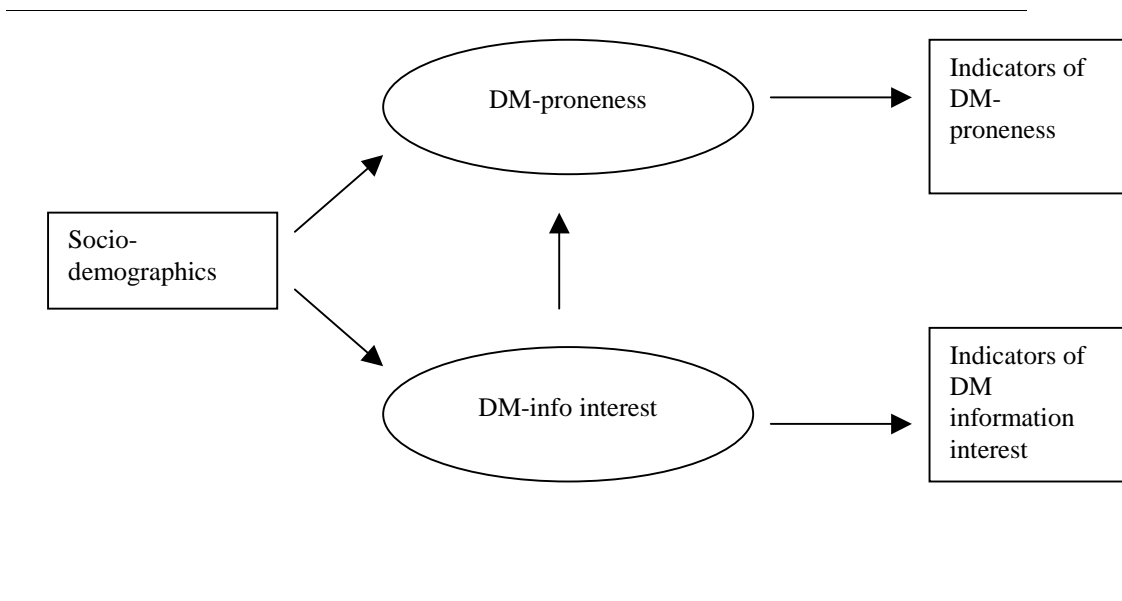 DM-proneness
Indicators of
DM-
proneness
Socio-
demographics
DM-info interest
Indicators of
DM
information
interest